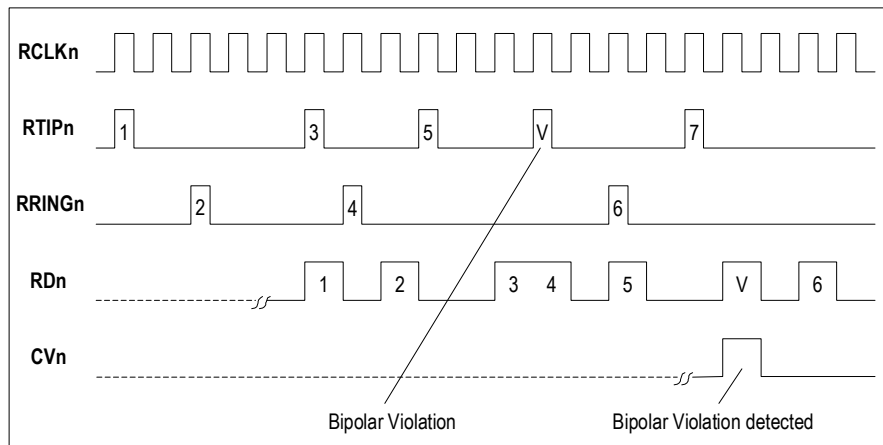 RCLKn
RTIPn
1
3
5
V
7
RRINGn
2
4
6
RDn
1
2
3
4
5
V
6
CVn
Bipolar Violation
Bipolar Violation detected